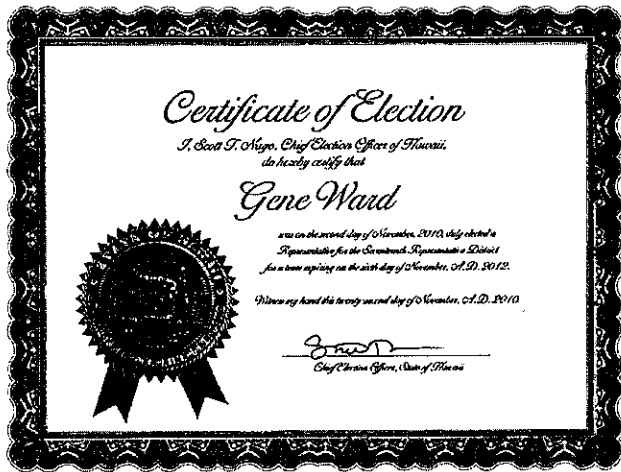 Certificate of Election
I, Scott T. Nago, Chief Election Officer of Hawaii,
do hereby certify that
Gene Ward
was on the second day of November, 2010, duly elected a
Representative for the Seventeenth Representative District
for a term expiring on the sixth day of November, A.D. 2012.
Witness my hand this twenty second day of November, A.D. 2010
Chief Election Officer, State of Hawaii